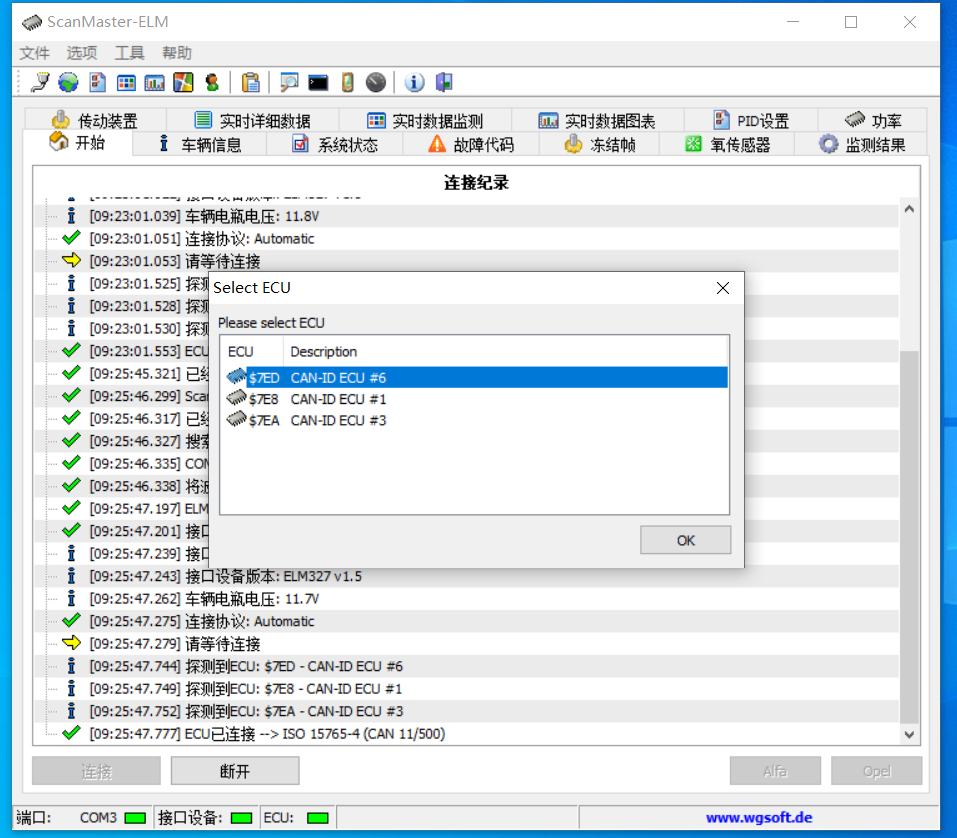 ScanMaster-ELM
文件 选项 工具 帮助
传动装置 实时详细数据 实时数据监测 实时数据图表 PID设置 功率
开始 车辆信息 系统状态 故障代码 冻结帧 氧传感器 监测结果
连接纪录
[09:23:01.039] 车辆电瓶电压: 11.8V
[09:23:01.051] 连接协议: Automatic
[09:23:01.053] 请等待连接
[09:23:01.525] 探测
[09:23:01.528] 探测
[09:23:01.530] 探测
[09:23:01.553] ECU
[09:25:45.321] 已经
[09:25:46.299] Scan
[09:25:46.317] 已经
[09:25:46.327] 搜索
[09:25:46.335] COM
[09:25:46.338] 将波
[09:25:47.197] ELM
[09:25:47.201] 接口
[09:25:47.239] 接口
[09:25:47.243] 接口设备版本: ELM327 v1.5
[09:25:47.262] 车辆电瓶电压: 11.7V
[09:25:47.275] 连接协议: Automatic
[09:25:47.279] 请等待连接
[09:25:47.744] 探测到ECU: $7ED - CAN-ID ECU #6
[09:25:47.749] 探测到ECU: $7E8 - CAN-ID ECU #1
[09:25:47.752] 探测到ECU: $7EA - CAN-ID ECU #3
[09:25:47.777] ECU已连接 --> ISO 15765-4 (CAN 11/500)
Select ECU
Please select ECU
ECU Description
$7ED CAN-ID ECU #6
$7E8 CAN-ID ECU #1
$7EA CAN-ID ECU #3
OK
连接 断开 Alfa Opel
端口: COM3 接口设备: ECU: www.wgsoft.de